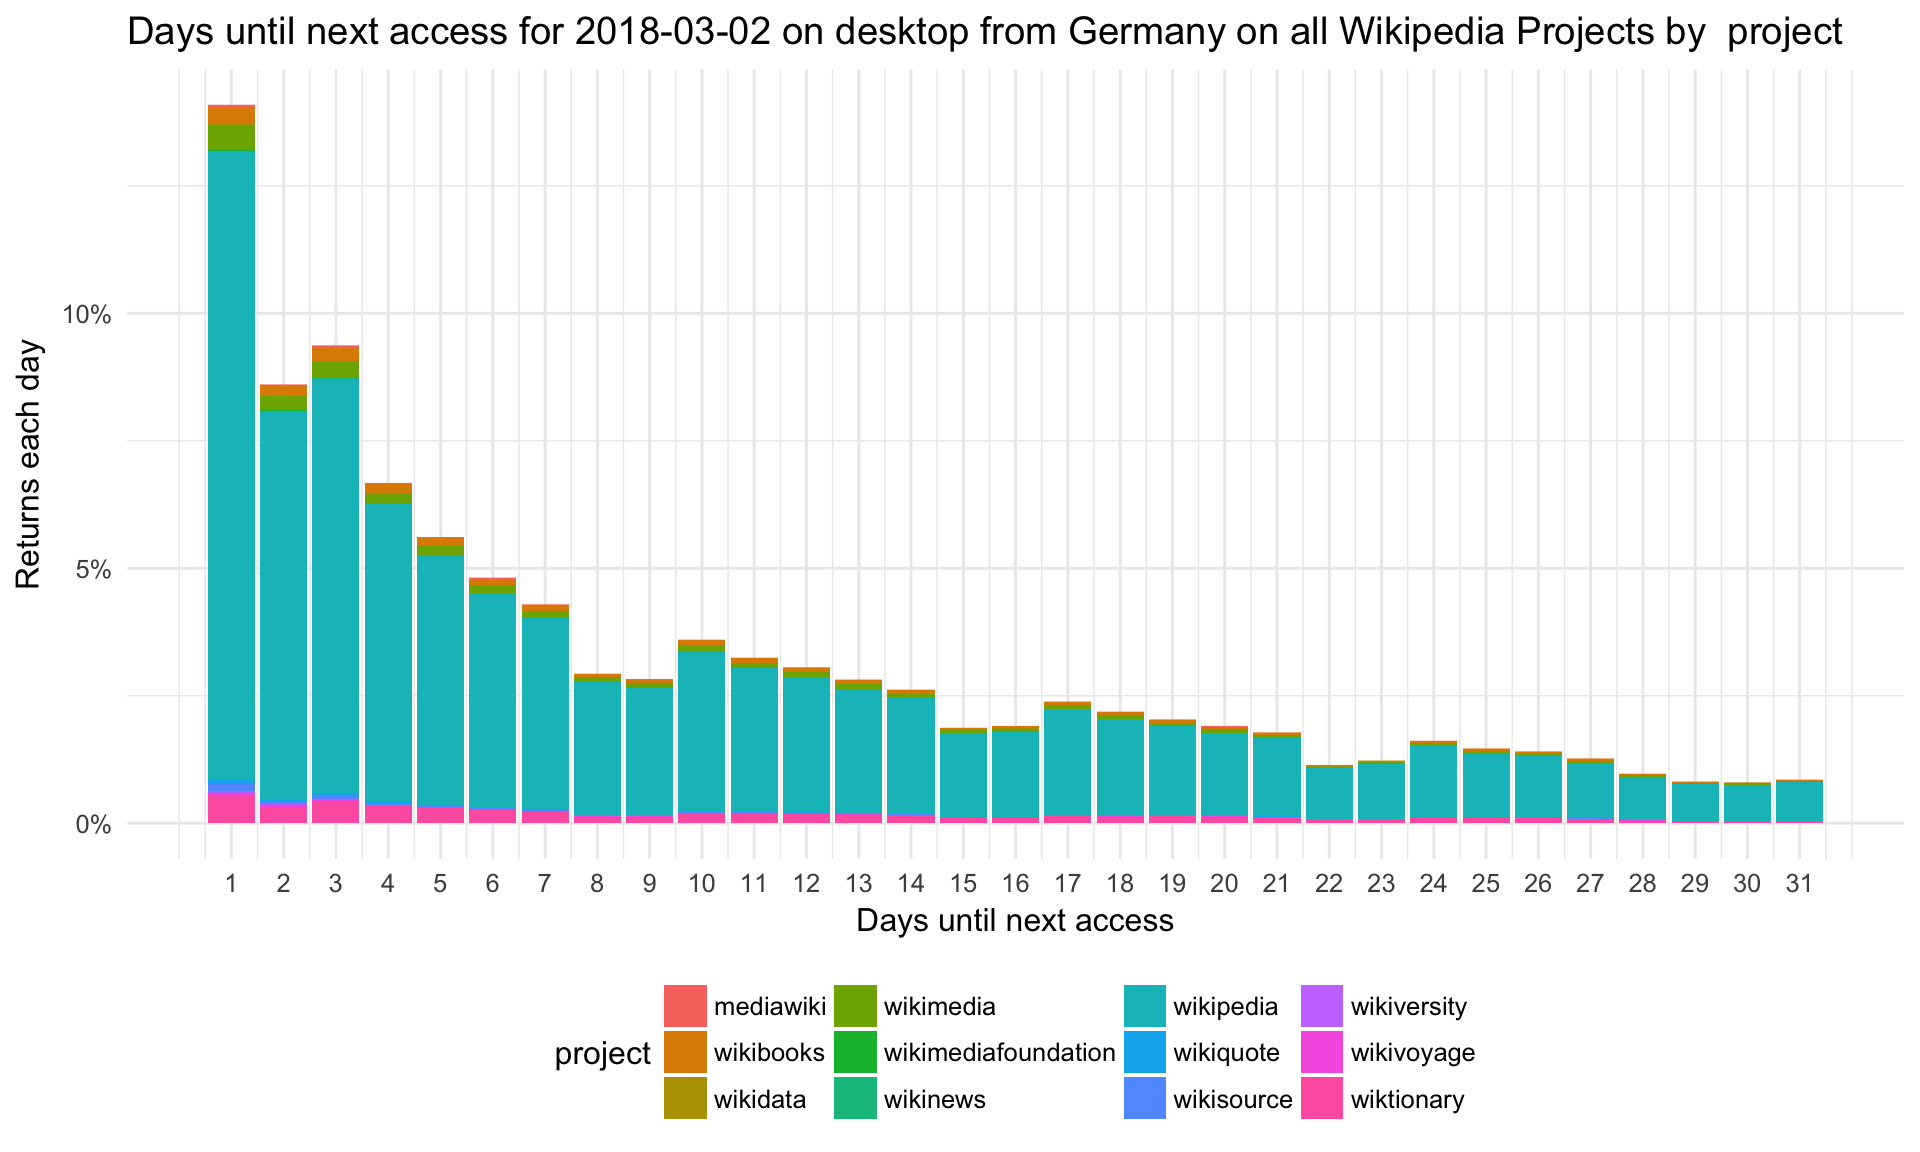 Days until next access for 2018-03-02 on desktop from Germany on all Wikipedia Projects by  project
Returns each day
10%
5%
0%
1 2 3 4 5 6 7 8 9 10 11 12 13 14 15 16 17 18 19 20 21 22 23 24 25 26 27 28 29 30 31
Days until next access
project
mediawiki wikimedia wikipedia wikiversity
wikibooks wikimediafoundation wikiquote wikivoyage
wikidata wikinews wikisource wiktionary